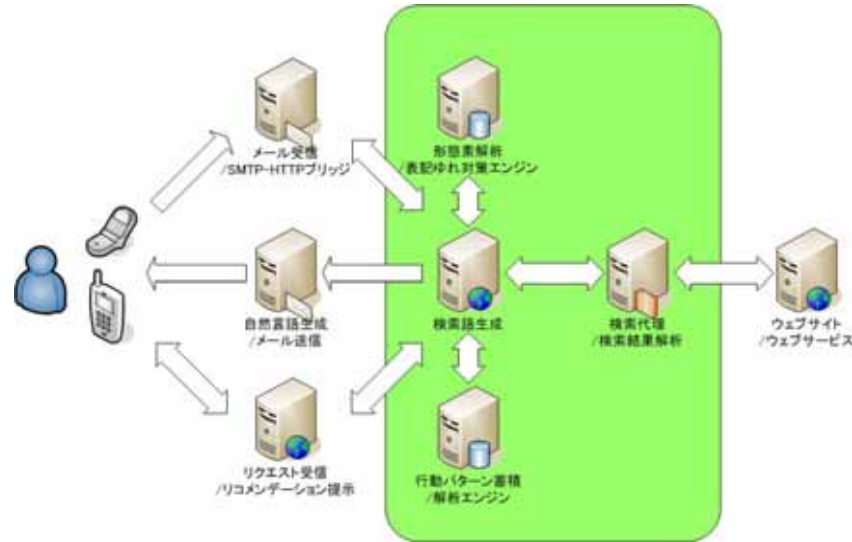 メール受信
/SMTP-HTTPブリッジ
形態素解析
/表記ゆれ対策エンジン
自然言語生成
/メール送信
検索語生成
検索代理
/検索結果解析
ウェブサイト
/ウェブサービス
リクエスト受信
/リコメンデーション提示
行動パターン蓄積
/解析エンジン